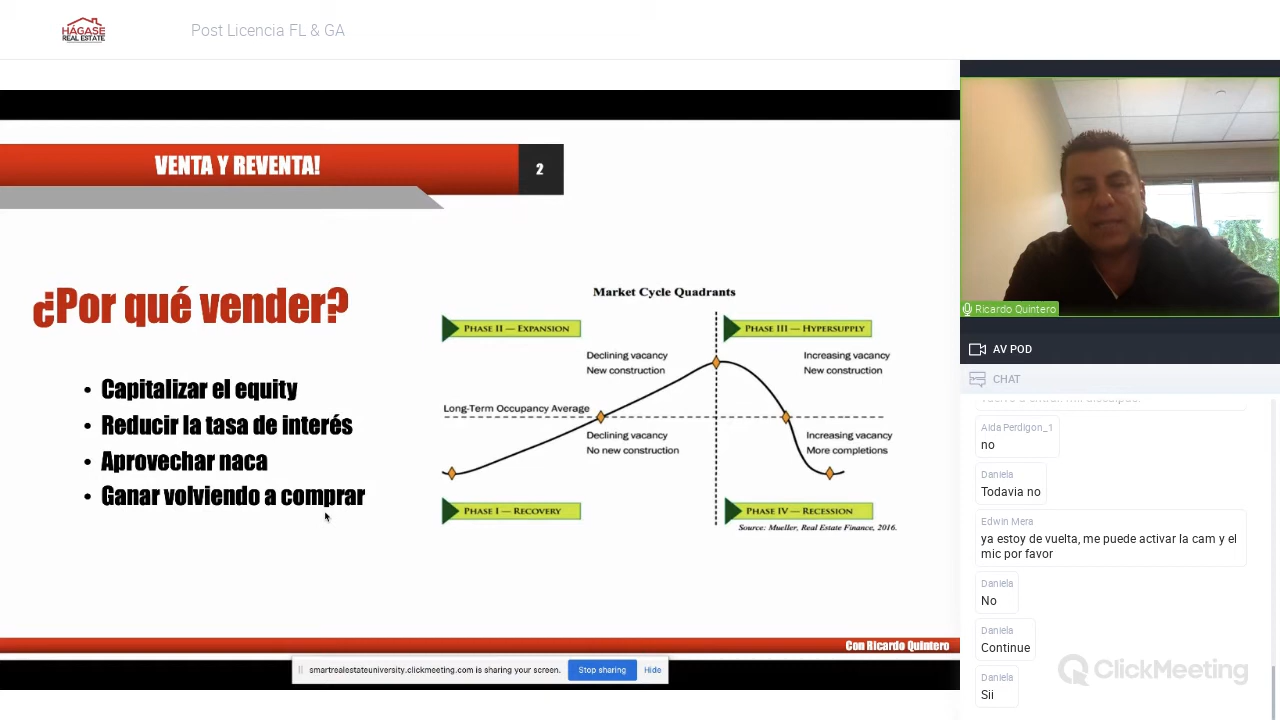 HÁGASE
REAL ESTATE
Post Licencia FL & GA
VENTA Y REVENTA!
2
¿Por qué vender?
• Capitalizar el equity
• Reducir la tasa de interés
• Aprovechar naca
• Ganar volviendo a comprar
Market Cycle Quadrants
PHASE II — EXPANSION
PHASE III — HYPERSUPPLY
Declining vacancy
New construction
Increasing vacancy
New construction
Long-Term Occupancy Average
Declining vacancy
No new construction
Increasing vacancy
More completions
PHASE I — RECOVERY
PHASE IV — RECESSION
Source: Mueller, Real Estate Finance, 2016.
Con Ricardo Quintero
smartrealestateuniversity.clickmeeting.com is sharing your screen.
Stop sharing
Hide
Ricardo Quintero
AV POD
CHAT
Aida Perdigon_1
no
Daniela
Todavia no
Edwin Mera
ya estoy de vuelta, me puede activar la cam y el
mic por favor
Daniela
No
Daniela
Continue
Daniela
Sii
ClickMeeting